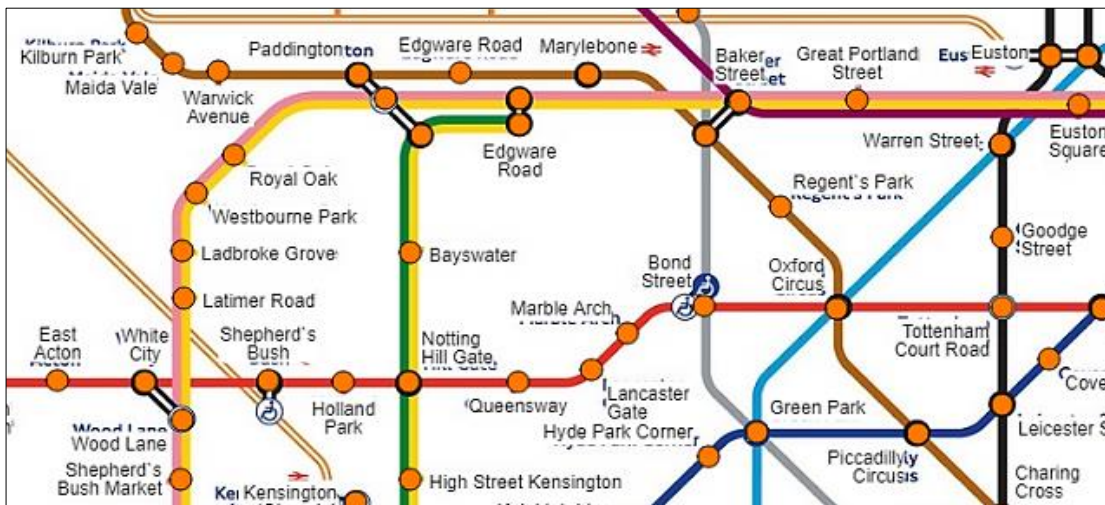 Kilburn Park
Maida Vale
Warwick
Avenue
Paddington
Edgware Road
Marylebone
Baker
Street
Great Portland
Street
Euston
Warren Street
Euston
Square
Edgware
Road
Royal Oak
Westbourne Park
Ladbroke Grove
Latimer Road
Bayswater
Regent`s Park
Goodge
Street
Bond
Street
Oxford
Circus
Marble Arch
Tottenham
Court Road
East
Acton
White
City
Shepherd`s
Bush
Notting
Hill Gate
Holland
Park
Queensway
Lancaster
Gate
Hyde Park Corner
Green Park
Piccadilly
Circus
Leicester S
Cove
Wood Lane
Shepherd`s
Bush Market
Kensington
High Street Kensington
Charing
Cross